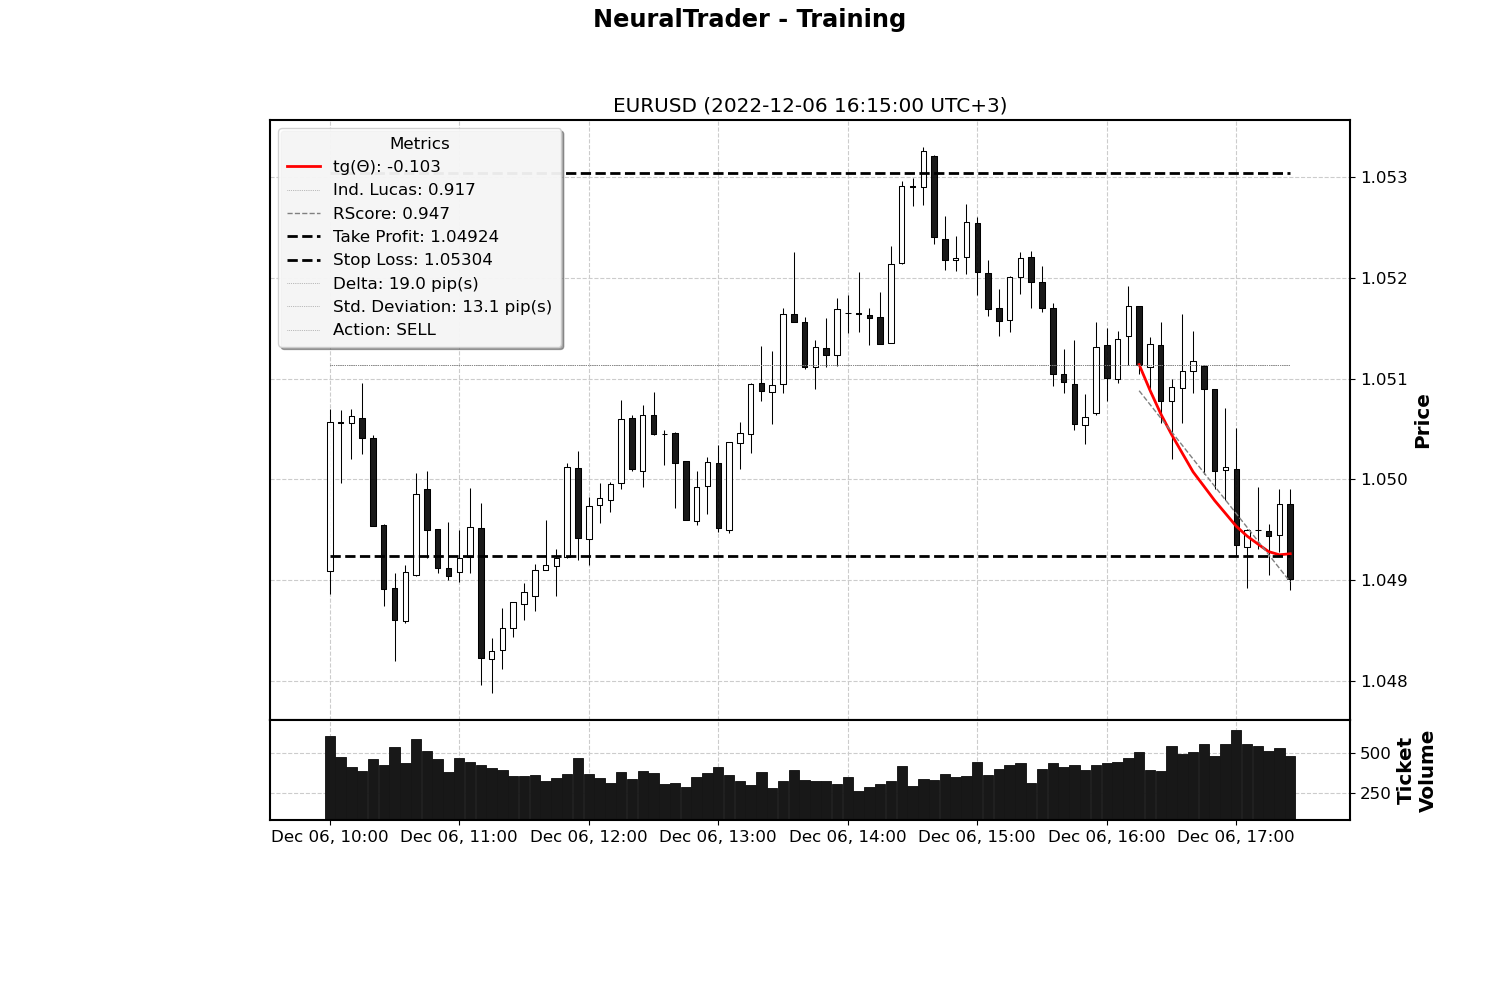 NeuralTrader - Training
EURUSD (2022-12-06 16:15:00 UTC+3)
Metrics
tg(Θ): -0.103
Ind. Lucas: 0.917
RScore: 0.947
Take Profit: 1.04924
Stop Loss: 1.05304
Delta: 19.0 pip(s)
Std. Deviation: 13.1 pip(s)
Action: SELL
1.053
1.052
1.051
1.050
1.049
1.048
Price
500
250
Ticket
Volume
Dec 06, 10:00 Dec 06, 11:00 Dec 06, 12:00 Dec 06, 13:00 Dec 06, 14:00 Dec 06, 15:00 Dec 06, 16:00 Dec 06, 17:00